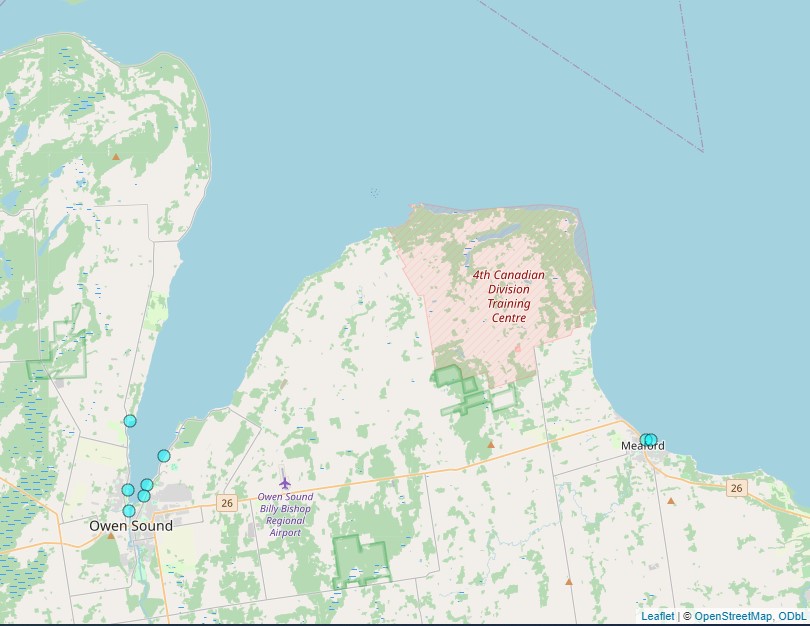 4th Canadian
Division
Training
Centre
Meaford
26
26
Owen Sound
Billy Bishop
Regional
Airport
Owen Sound
Leaflet | © OpenStreetMap, ODbL